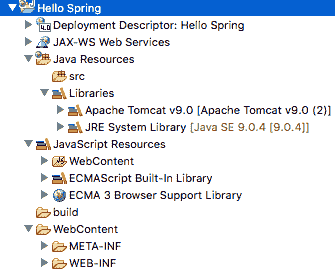 Hello Spring
Deployment Descriptor: Hello Spring
JAX-WS Web Services
Java Resources
src
Libraries
Apache Tomcat v9.0 [Apache Tomcat v9.0 (2)]
JRE System Library [Java SE 9.0.4 [9.0.4]]
JavaScript Resources
WebContent
ECMAScript Built-In Library
ECMA 3 Browser Support Library
build
WebContent
META-INF
WEB-INF